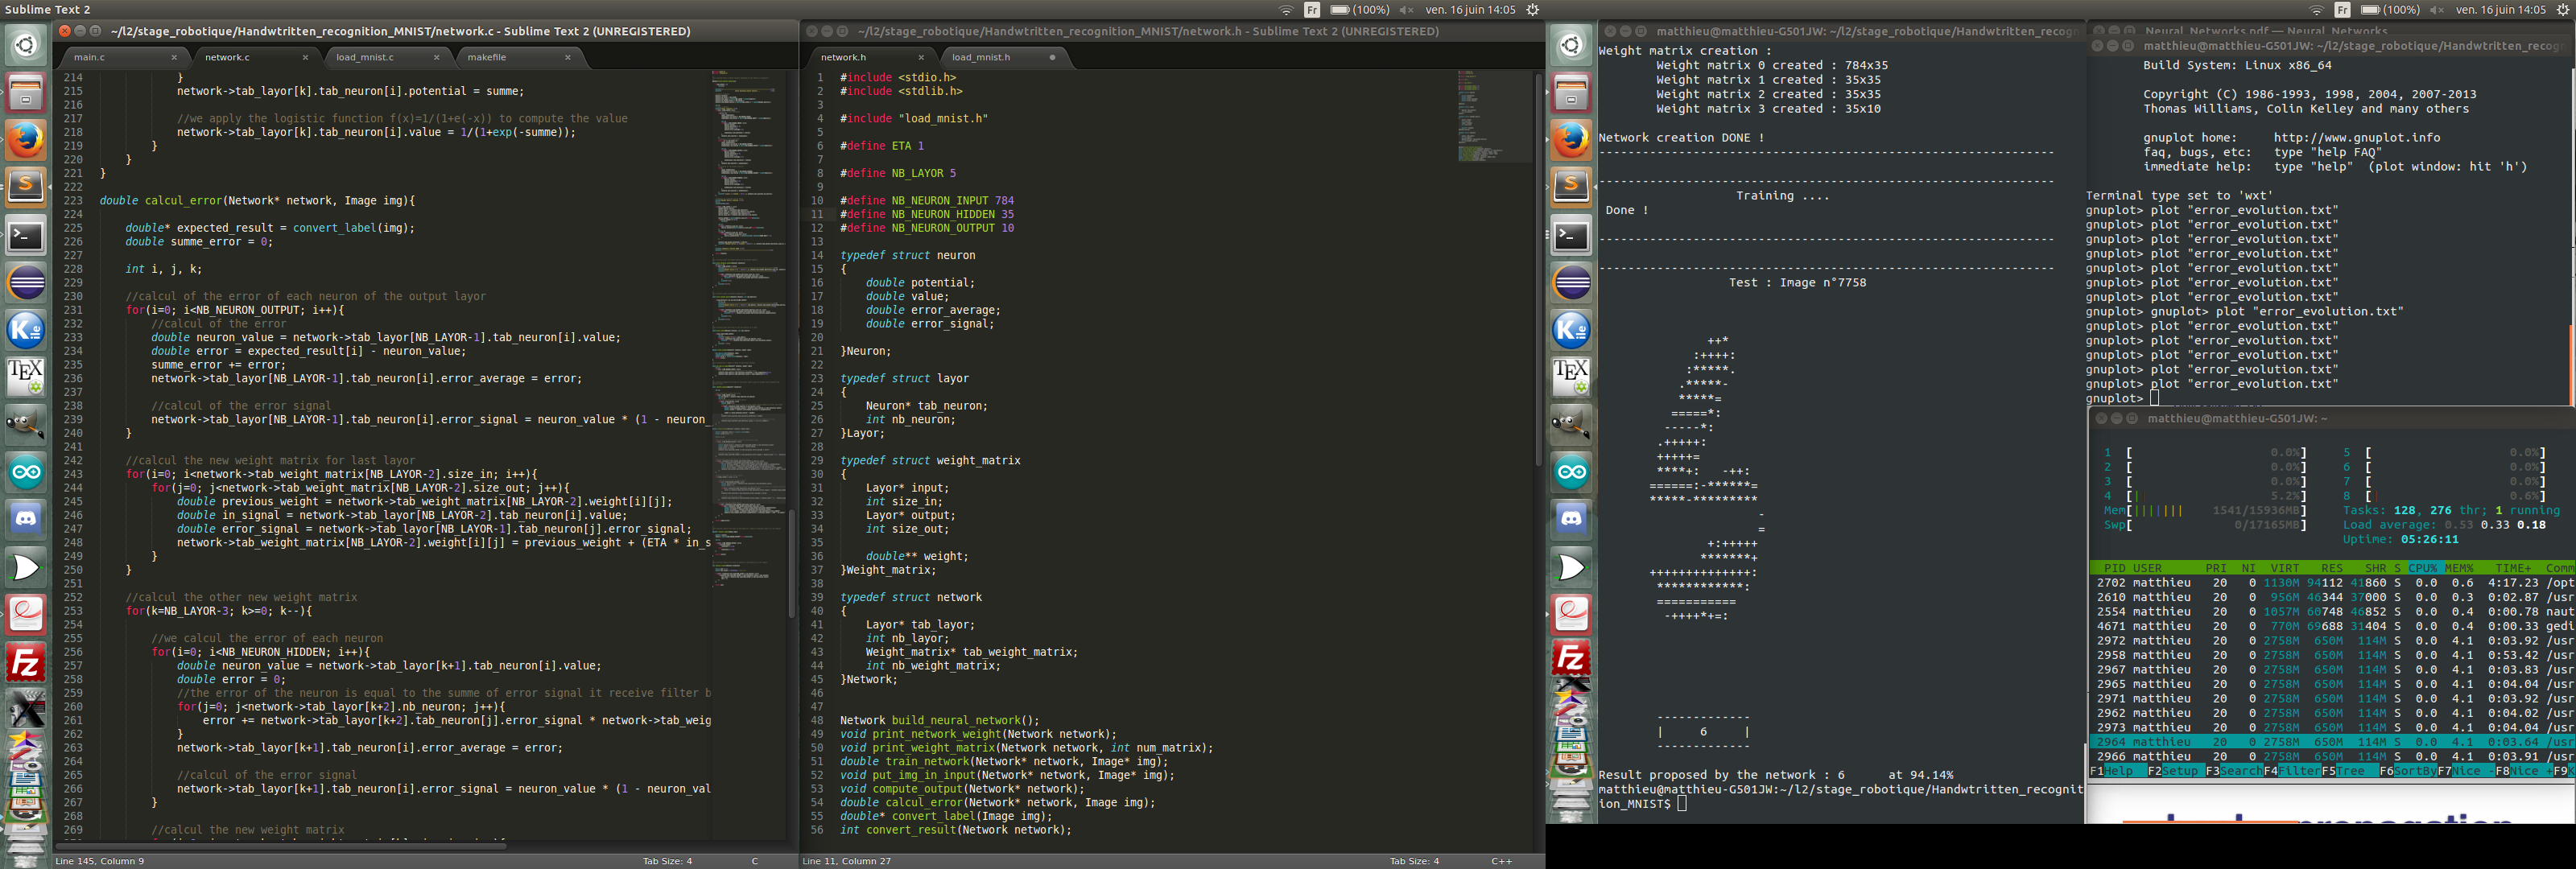 Sublime Text 2
Fr (100%) ven. 16 juin 14:05
~/l2/stage_robotique/Handwtritten_recognition_MNIST/network.c - Sublime Text 2 (UNREGISTERED)
main.c network.c load_mnist.c makefile
214 }
215 network->tab_layor[k].tab_neuron[i].potential = summe;
216
217 //we apply the logistic function f(x)=1/(1+e(-x)) to compute the value
218 network->tab_layor[k].tab_neuron[i].value = 1/(1+exp(-summe));
219 }
220 }
221 }
222
223 double calcul_error(Network* network, Image img){
224
225 double* expected_result = convert_label(img);
226 double summe_error = 0;
227
228 int i, j, k;
229
230 //calcul of the error of each neuron of the output layor
231 for(i=0; i<NB_NEURON_OUTPUT; i++){
232 //calcul of the error
233 double neuron_value = network->tab_layor[NB_LAYOR-1].tab_neuron[i].value;
234 double error = expected_result[i] - neuron_value;
235 summe_error += error;
236 network->tab_layor[NB_LAYOR-1].tab_neuron[i].error_average = error;
237
238 //calcul of the error signal
239 network->tab_layor[NB_LAYOR-1].tab_neuron[i].error_signal = neuron_value * (1 - neuron_
240 }
241
242 //calcul the new weight matrix for last layor
243 for(i=0; i<network->tab_weight_matrix[NB_LAYOR-2].size_in; i++){
244 for(j=0; j<network->tab_weight_matrix[NB_LAYOR-2].size_out; j++){
245 double previous_weight = network->tab_weight_matrix[NB_LAYOR-2].weight[i][j];
246 double in_signal = network->tab_layor[NB_LAYOR-2].tab_neuron[i].value;
247 double error_signal = network->tab_layor[NB_LAYOR-1].tab_neuron[j].error_signal;
248 network->tab_weight_matrix[NB_LAYOR-2].weight[i][j] = previous_weight + (ETA * in_s
249 }
250 }
251
252 //calcul the other new weight matrix
253 for(k=NB_LAYOR-3; k>=0; k--){
254
255 //we calcul the error of each neuron
256 for(i=0; i<NB_NEURON_HIDDEN; i++){
257 double neuron_value = network->tab_layor[k+1].tab_neuron[i].value;
258 double error = 0;
259 //the error of the neuron is equal to the summe of error signal it receive filter b
260 for(j=0; j<network->tab_layor[k+2].nb_neuron; j++){
261 error += network->tab_layor[k+2].tab_neuron[j].error_signal * network->tab_weig
262 }
263 network->tab_layor[k+1].tab_neuron[i].error_average = error;
264
265 //calcul of the error signal
266 network->tab_layor[k+1].tab_neuron[i].error_signal = neuron_value * (1 - neuron_val
267 }
268
269 //calcul the new weight matrix
Line 145, Column 9 Tab Size: 4 C
~/l2/stage_robotique/Handwtritten_recognition_MNIST/network.h - Sublime Text 2 (UNREGISTERED)
network.h load_mnist.h
1 #include <stdio.h>
2 #include <stdlib.h>
3
4 #include "load_mnist.h"
5
6 #define ETA 1
7
8 #define NB_LAYOR 5
9
10 #define NB_NEURON_INPUT 784
11 #define NB_NEURON_HIDDEN 35
12 #define NB_NEURON_OUTPUT 10
13
14 typedef struct neuron
15 {
16 double potential;
17 double value;
18 double error_average;
19 double error_signal;
20
21 }Neuron;
22
23 typedef struct layor
24 {
25 Neuron* tab_neuron;
26 int nb_neuron;
27 }Layor;
28
29 typedef struct weight_matrix
30 {
31 Layor* input;
32 int size_in;
33 Layor* output;
34 int size_out;
35
36 double** weight;
37 }Weight_matrix;
38
39 typedef struct network
40 {
41 Layor* tab_layor;
42 int nb_layor;
43 Weight_matrix* tab_weight_matrix;
44 int nb_weight_matrix;
45 }Network;
46
47
48 Network build_neural_network();
49 void print_network_weight(Network network);
50 void print_weight_matrix(Network network, int num_matrix);
51 double train_network(Network* network, Image* img);
52 void put_img_in_input(Network* network, Image* img);
53 void compute_output(Network* network);
54 double calcul_error(Network* network, Image img);
55 double* convert_label(Image img);
56 int convert_result(Network network);
Line 11, Column 27 Tab Size: 4 C++
Fr (100%) ven. 16 juin 14:05
matthieu@matthieu-G501JW: ~/l2/stage_robotique/Handwtritten_recogn
Weight matrix creation :
Weight matrix 0 created : 784x35
Weight matrix 1 created : 35x35
Weight matrix 2 created : 35x35
Weight matrix 3 created : 35x10
Network creation DONE !
---------------------------------------------------------------
---------------------------------------------------------------
Training ....
Done !
---------------------------------------------------------------
---------------------------------------------------------------
Test : Image n°7758
++*
:++++:
:*****.
.*****-
*****=
=====*:
-----*:
.+++++:
+++++=
****+: -++:
======:-******=
*****-*********
-
=
+:+++++
*******+
++++++++++++++:
************:
===========
-++++*+=:
-------------
| 6 |
-------------
Result proposed by the network : 6 at 94.14%
matthieu@matthieu-G501JW:~/l2/stage_robotique/Handwtritten_recognit
ion_MNIST$
Neural_Networks.pdf — Neural_Networks
matthieu@matthieu-G501JW: ~/l2/stage_robotique/Handwtritten_recog
Build System: Linux x86_64
Copyright (C) 1986-1993, 1998, 2004, 2007-2013
Thomas Williams, Colin Kelley and many others
gnuplot home: http://www.gnuplot.info
faq, bugs, etc: type "help FAQ"
immediate help: type "help" (plot window: hit 'h')
Terminal type set to 'wxt'
gnuplot> plot "error_evolution.txt"
gnuplot> plot "error_evolution.txt"
gnuplot> plot "error_evolution.txt"
gnuplot> plot "error_evolution.txt"
gnuplot> plot "error_evolution.txt"
gnuplot> plot "error_evolution.txt"
gnuplot> plot "error_evolution.txt"
gnuplot> gnuplot> plot "error_evolution.txt"
gnuplot> plot "error_evolution.txt"
gnuplot> plot "error_evolution.txt"
gnuplot> plot "error_evolution.txt"
gnuplot> plot "error_evolution.txt"
gnuplot> plot "error_evolution.txt"
gnuplot>
matthieu@matthieu-G501JW: ~
1 [ 0.0%] 5 [ 0.0%]
2 [ 0.0%] 6 [ 0.0%]
3 [ 0.0%] 7 [ 0.0%]
4 [|| 5.2%] 8 [| 0.6%]
Mem[||||||| 1541/15936MB] Tasks: 128, 276 thr; 1 running
Swp[ 0/17165MB] Load average: 0.53 0.33 0.18
Uptime: 05:26:11
PID USER PRI NI VIRT RES SHR S CPU% MEM% TIME+ Comm
2702 matthieu 20 0 1130M 94112 41860 S 0.0 0.6 4:17.23 /opt
2610 matthieu 20 0 956M 46344 37000 S 0.0 0.3 0:02.87 /usr
2554 matthieu 20 0 1057M 60748 46852 S 0.0 0.4 0:00.78 naut
4671 matthieu 20 0 770M 69688 31404 S 0.0 0.4 0:00.33 gedi
2972 matthieu 20 0 2758M 650M 114M S 0.0 4.1 0:03.92 /usr
2958 matthieu 20 0 2758M 650M 114M S 0.0 4.1 0:53.42 /usr
2967 matthieu 20 0 2758M 650M 114M S 0.0 4.1 0:03.83 /usr
2965 matthieu 20 0 2758M 650M 114M S 0.0 4.1 0:04.04 /usr
2971 matthieu 20 0 2758M 650M 114M S 0.0 4.1 0:03.92 /usr
2962 matthieu 20 0 2758M 650M 114M S 0.0 4.1 0:04.02 /usr
2973 matthieu 20 0 2758M 650M 114M S 0.0 4.1 0:04.04 /usr
2964 matthieu 20 0 2758M 650M 114M S 0.0 4.1 0:03.64 /usr
2966 matthieu 20 0 2758M 650M 114M S 0.0 4.1 0:03.91 /usr
F1Help F2Setup F3Search F4Filter F5Tree F6SortBy F7Nice - F8Nice + F9K